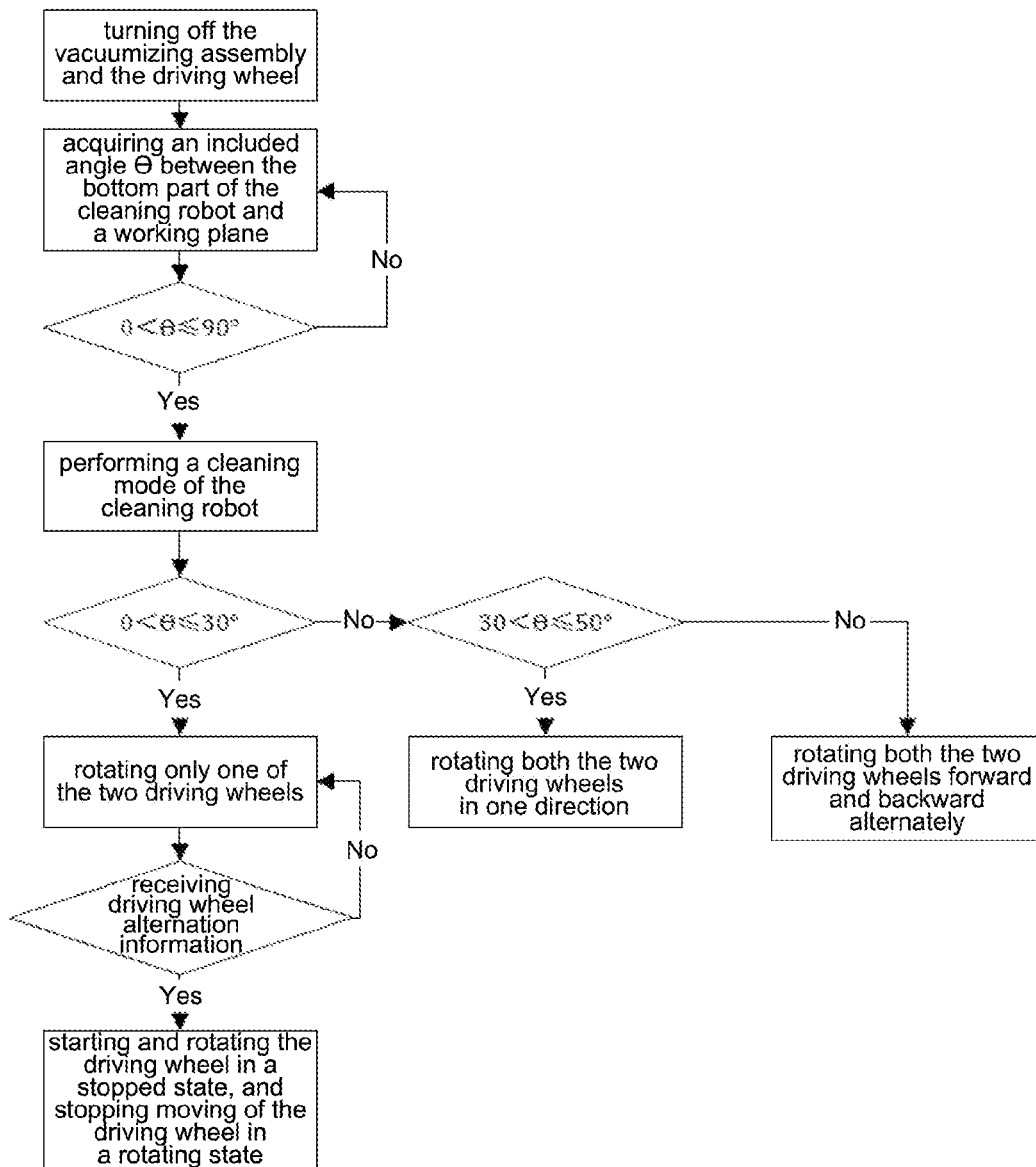 turning off the
vacuumizing assembly
and the driving wheel
acquiring an included
angle Θ between the
bottom part of the
cleaning robot and
a working plane
No
0<Θ≤90°
Yes
performing a cleaning
mode of the
cleaning robot
0<Θ≤30°
No
30<Θ≤50°
No
Yes
Yes
rotating only one of
the two driving wheels
rotating both the two
driving wheels
in one direction
rotating both the two
driving wheels forward
and backward
alternately
No
receiving
driving wheel
alternation
information
Yes
starting and rotating the
driving wheel in a
stopped state, and
stopping moving of the
driving wheel in
a rotating state